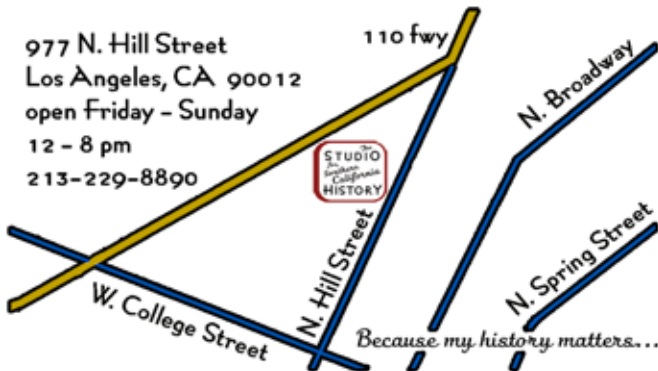 977 N. Hill Street
Los Angeles, CA 90012
open Friday - Sunday
12 - 8 pm
213-229-8890
110 fwy
N. Broadway
The
STUDIO
for
Southern
California
HISTORY
N. Hill Street
N. Spring Street
W. College Street
Because my history matters...